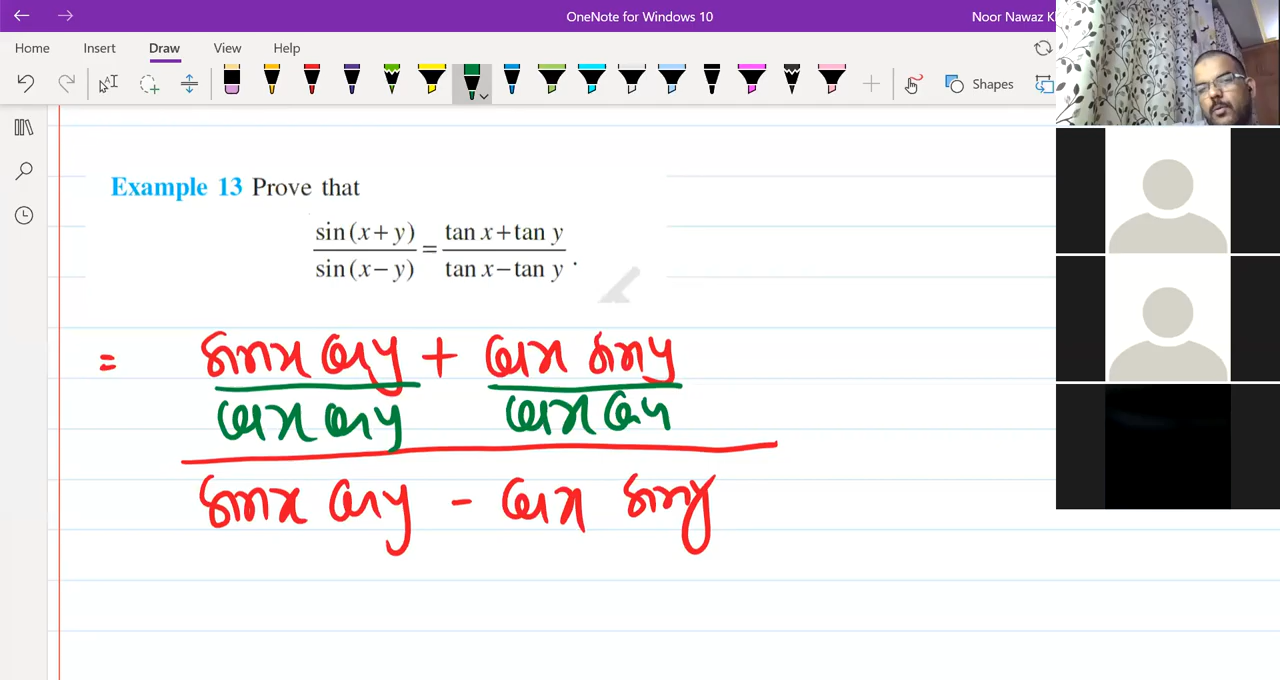 OneNote for Windows 10
Noor Nawaz K
Home Insert Draw View Help
Shapes
Example 13 Prove that
sin (x + y) / sin (x − y) = tan x + tan y / tan x − tan y .
= sinx cosy + cosx siny
cosx cosy cosx cosy
sinx cosy - cosx siny